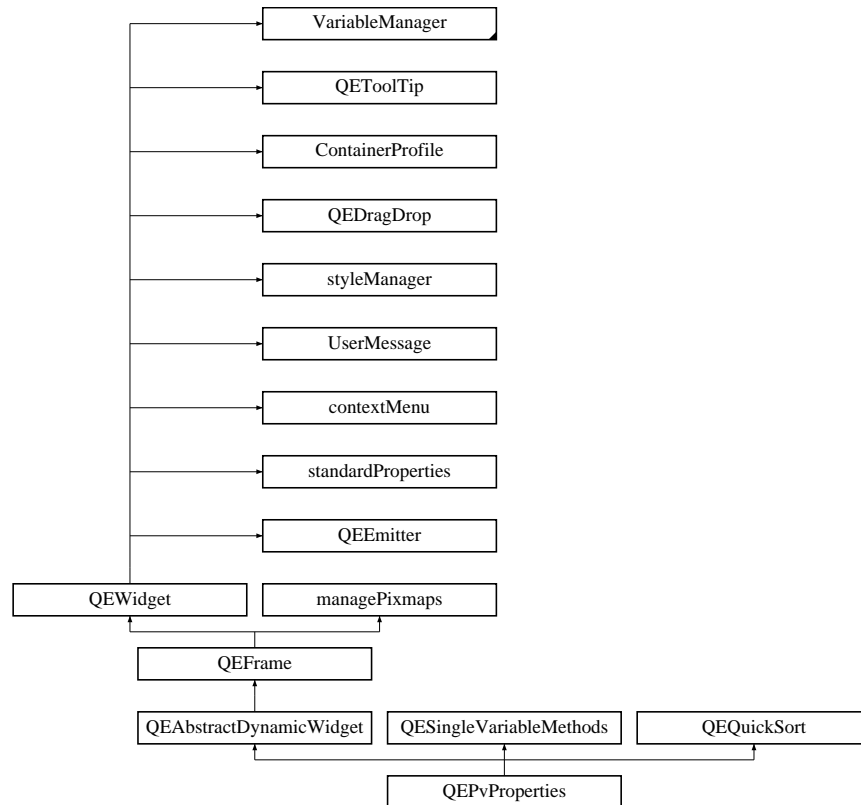 VariableManager
QEToolTip
ContainerProfile
QEDragDrop
styleManager
UserMessage
contextMenu
standardProperties
QEEmitter
QEWidget
managePixmaps
QEFrame
QEAbstractDynamicWidget
QESingleVariableMethods
QEQuickSort
QEPvProperties